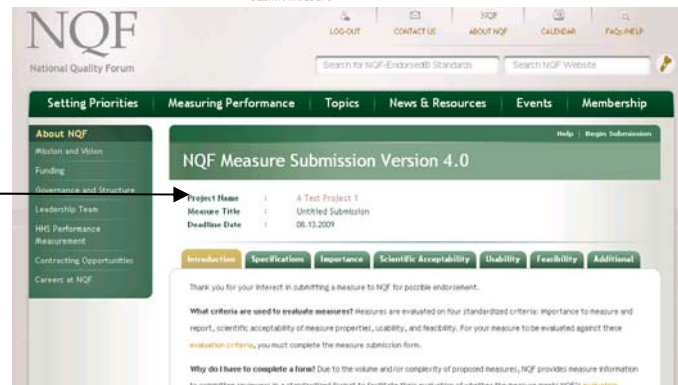 NQF
National Quality Forum
LOG-OUT
CONTACT US
ABOUT NQF
CALENDAR
FAQs/HELP
Search for NQF-Endorsed® Standards
Search NQF Website
Setting Priorities
Measuring Performance
Topics
News & Resources
Events
Membership
About NQF
Mission and Vision
Funding
Governance and Structure
Leadership Team
HHS Performance
Measurement
Contracting Opportunities
Careers at NQF
Help | Begin Submission
NQF Measure Submission Version 4.0
Project Name : A Test Project 1
Measure Title : Untitled Submission
Deadline Date : 08.13.2009
Introduction
Specifications
Importance
Scientific Acceptability
Usability
Feasibility
Additional
Thank you for your interest in submitting a measure to NQF for possible endorsement.
What criteria are used to evaluate measures? Measures are evaluated on four standardized criteria: importance to measure and
report, scientific acceptability of measure properties, usability, and feasibility. For your measure to be evaluated against these
evaluation criteria, you must complete the measure submission form.
Why do I have to complete a form? Due to the volume and/or complexity of proposed measures, NQF provides measure information